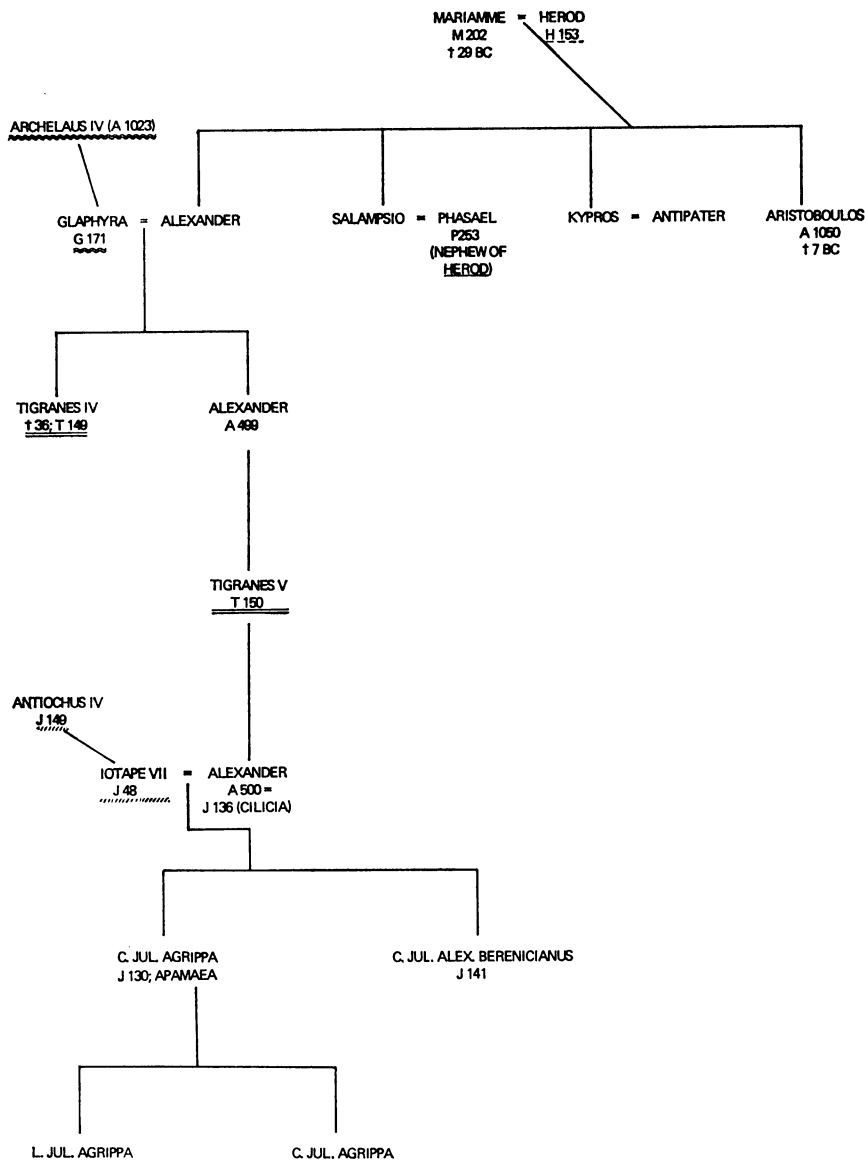 MARIAMME = HEROD
M 202 H 153
† 29 BC
ARCHELAUS IV (A 1023)
GLAPHYRA = ALEXANDER SALAMPSIO = PHASAEL KYPROS = ANTIPATER ARISTOBOULOS
G 171 P253 A 1050
(NEPHEW OF † 7 BC
HEROD)
TIGRANES IV ALEXANDER
† 36; T 149 A 499
TIGRANES V
T 150
ANTIOCHUS IV
J 149
IOTAPE VII = ALEXANDER
J 48 A 500 =
J 136 (CILICIA)
C. JUL. AGRIPPA C. JUL. ALEX. BERENICIANUS
J 130; APAMAEA J 141
L. JUL. AGRIPPA C. JUL. AGRIPPA